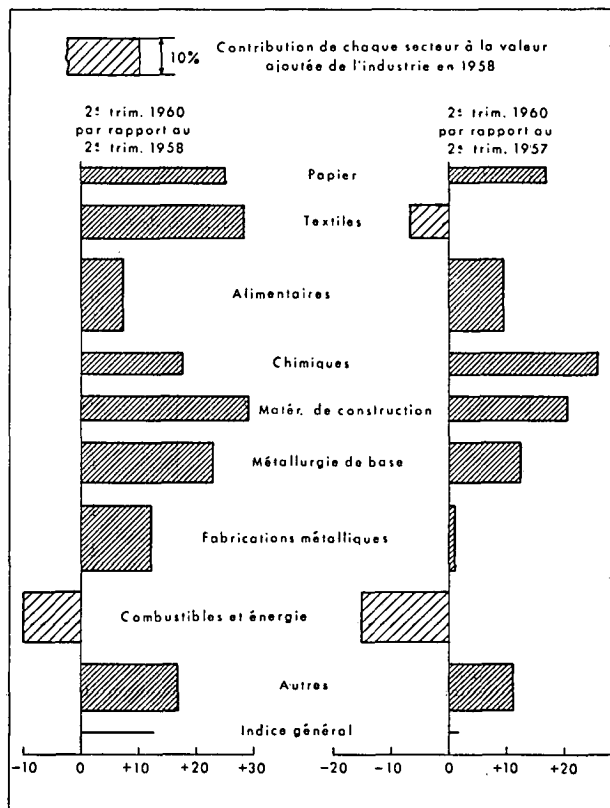 10%
Contribution de chaque secteur à la valeur
ajoutée de l'industrie en 1958
2e trim. 1960
par rapport au
2e trim. 1958
2e trim. 1960
par rapport au
2e trim. 1957
Papier
Textiles
Alimentaires
Chimiques
Matér. de construction
Métallurgie de base
Fabrications métalliques
Combustibles et énergie
Autres
Indice général
-10 0 +10 +20 +30
-20 -10 0 +10 +20